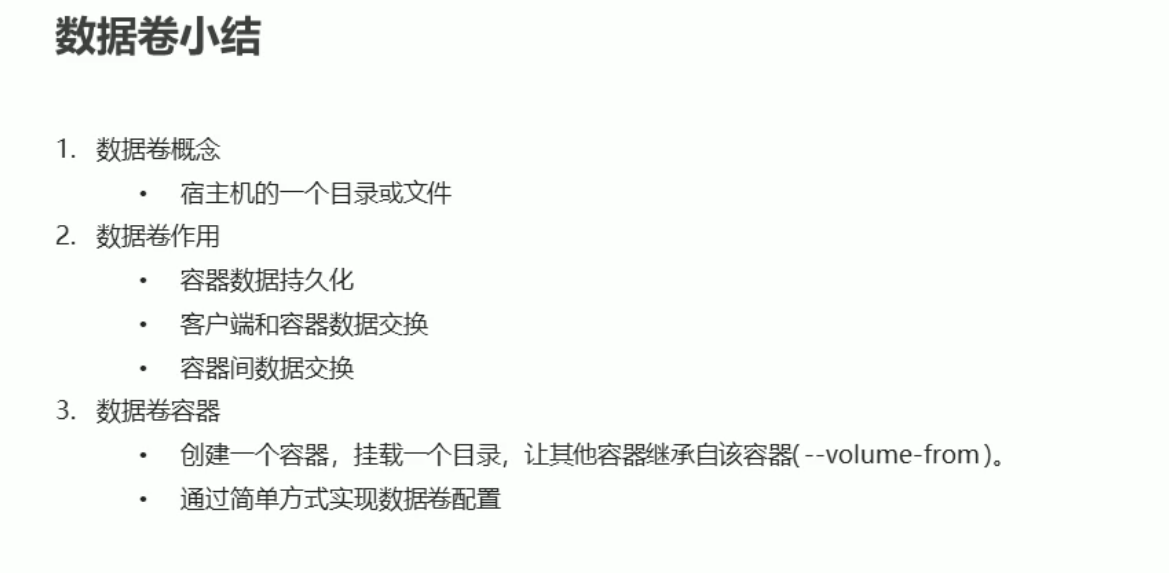 数据卷小结
1. 数据卷概念
• 宿主机的一个目录或文件
2. 数据卷作用
• 容器数据持久化
• 客户端和容器数据交换
• 容器间数据交换
3. 数据卷容器
• 创建一个容器，挂载一个目录，让其他容器继承自该容器( --volume-from )。
• 通过简单方式实现数据卷配置